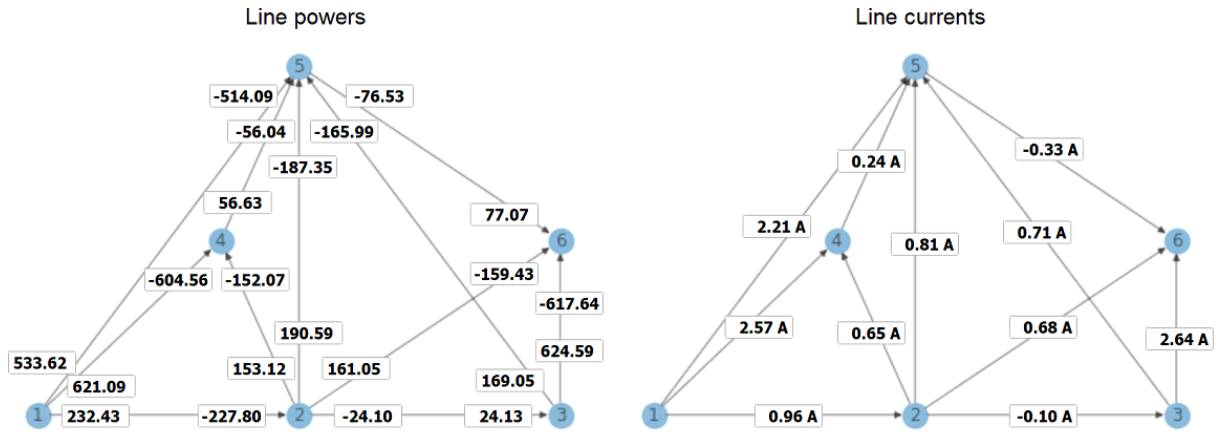 Line powers
Line currents
5
-514.09
-76.53
-56.04
-165.99
-187.35
56.63
77.07
4
6
-604.56
-152.07
-159.43
-617.64
190.59
624.59
533.62
621.09
153.12
161.05
169.05
1
232.43
-227.80
2
-24.10
24.13
3
5
-0.33 A
0.24 A
2.21 A
0.71 A
4
0.81 A
6
2.57 A
0.65 A
0.68 A
2.64 A
1
0.96 A
2
-0.10 A
3